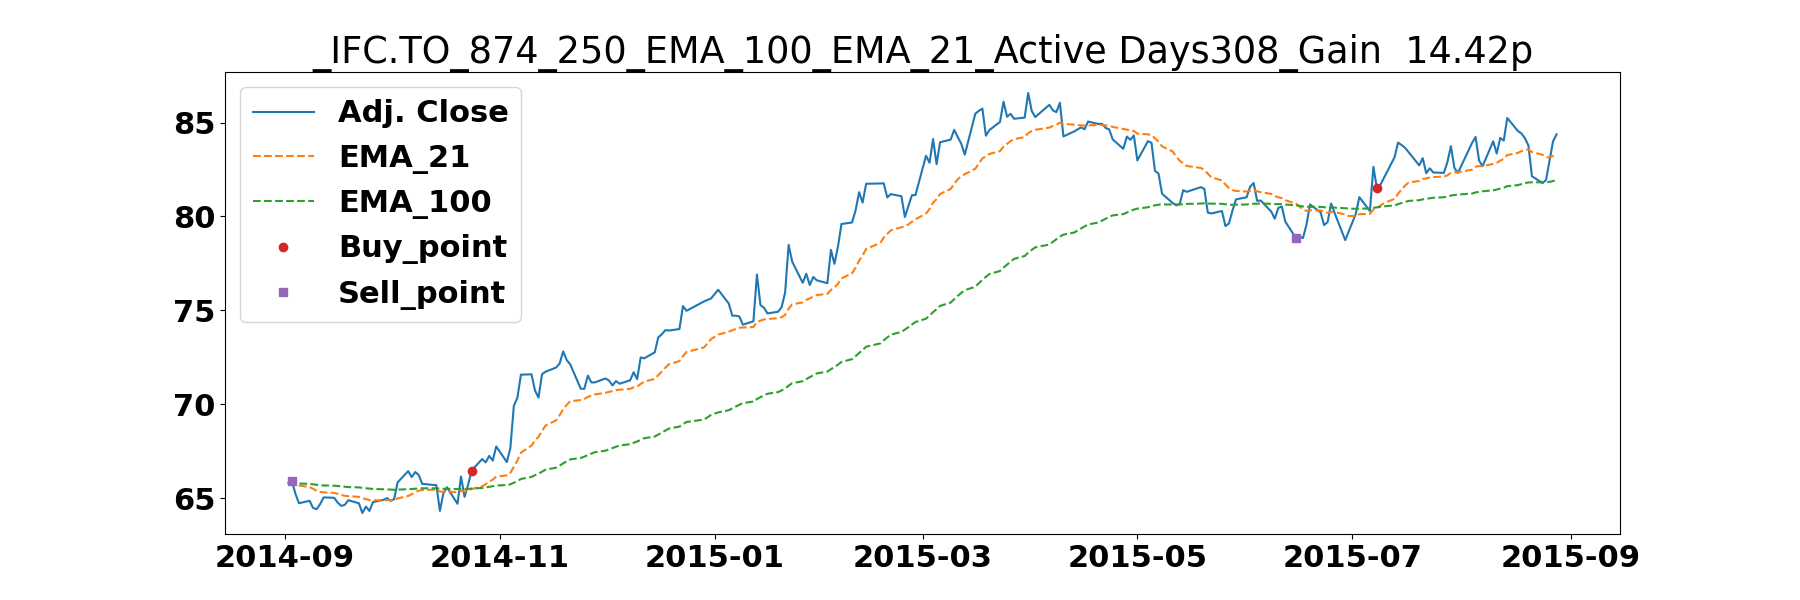 _IFC.TO_874_250_EMA_100_EMA_21_Active Days308_Gain  14.42p
Adj. Close
EMA_21
EMA_100
Buy_point
Sell_point
85
80
75
70
65
2014-09 2014-11 2015-01 2015-03 2015-05 2015-07 2015-09